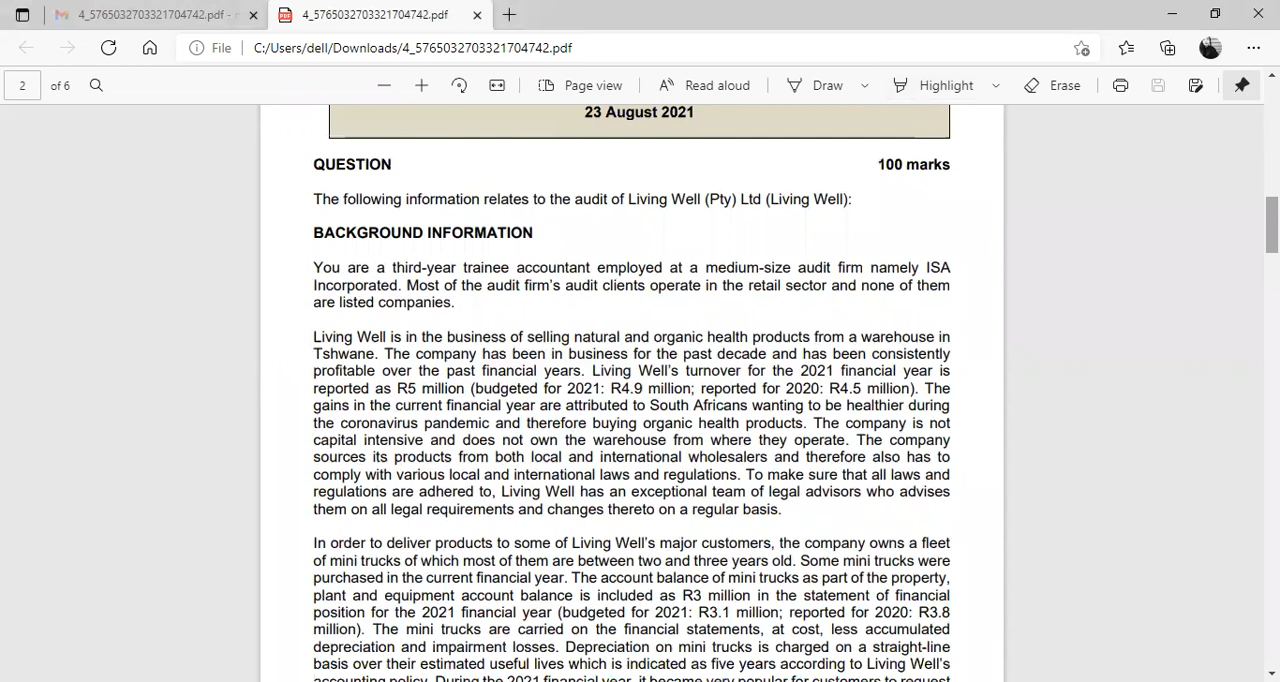 4_5765032703321704742.pdf -
4_5765032703321704742.pdf
File C:/Users/dell/Downloads/4_5765032703321704742.pdf
2 of 6 Page view Read aloud Draw Highlight Erase
23 August 2021
QUESTION 100 marks
The following information relates to the audit of Living Well (Pty) Ltd (Living Well):
BACKGROUND INFORMATION
You are a third-year trainee accountant employed at a medium-size audit firm namely ISA
Incorporated. Most of the audit firm's audit clients operate in the retail sector and none of them
are listed companies.
Living Well is in the business of selling natural and organic health products from a warehouse in
Tshwane. The company has been in business for the past decade and has been consistently
profitable over the past financial years. Living Well's turnover for the 2021 financial year is
reported as R5 million (budgeted for 2021: R4.9 million; reported for 2020: R4.5 million). The
gains in the current financial year are attributed to South Africans wanting to be healthier during
the coronavirus pandemic and therefore buying organic health products. The company is not
capital intensive and does not own the warehouse from where they operate. The company
sources its products from both local and international wholesalers and therefore also has to
comply with various local and international laws and regulations. To make sure that all laws and
regulations are adhered to, Living Well has an exceptional team of legal advisors who advises
them on all legal requirements and changes thereto on a regular basis.
In order to deliver products to some of Living Well's major customers, the company owns a fleet
of mini trucks of which most of them are between two and three years old. Some mini trucks were
purchased in the current financial year. The account balance of mini trucks as part of the property,
plant and equipment account balance is included as R3 million in the statement of financial
position for the 2021 financial year (budgeted for 2021: R3.1 million; reported for 2020: R3.8
million). The mini trucks are carried on the financial statements, at cost, less accumulated
depreciation and impairment losses. Depreciation on mini trucks is charged on a straight-line
basis over their estimated useful lives which is indicated as five years according to Living Well's
accounting policy. During the 2021 financial year, it became very popular for customers to request